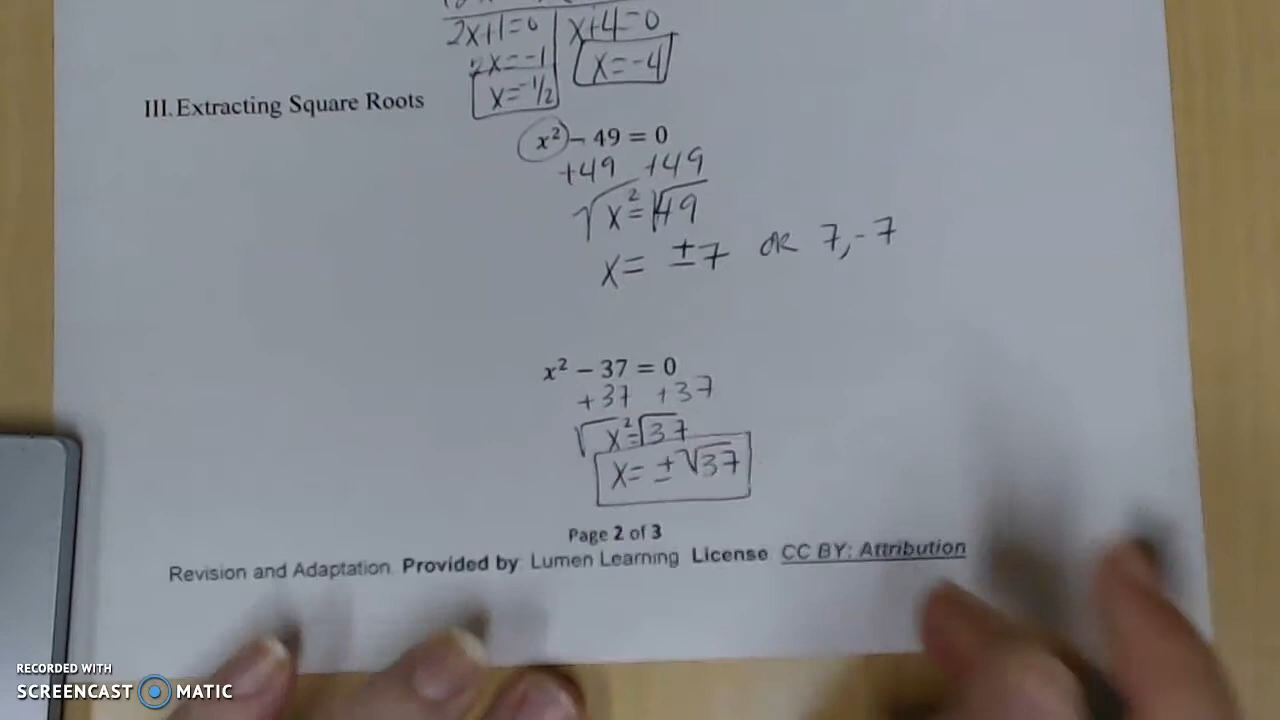 2x+1=0 x+4=0
2x=-1 x=-4
x=-1/2
III. Extracting Square Roots
x² – 49 = 0
+49 +49
√x² = √49
x= ±7 OR 7,-7
x² – 37 = 0
+37 +37
√x² = √37
x= ±√37
Page 2 of 3
Revision and Adaptation. Provided by: Lumen Learning License: CC BY: Attribution
RECORDED WITH
SCREENCAST MATIC